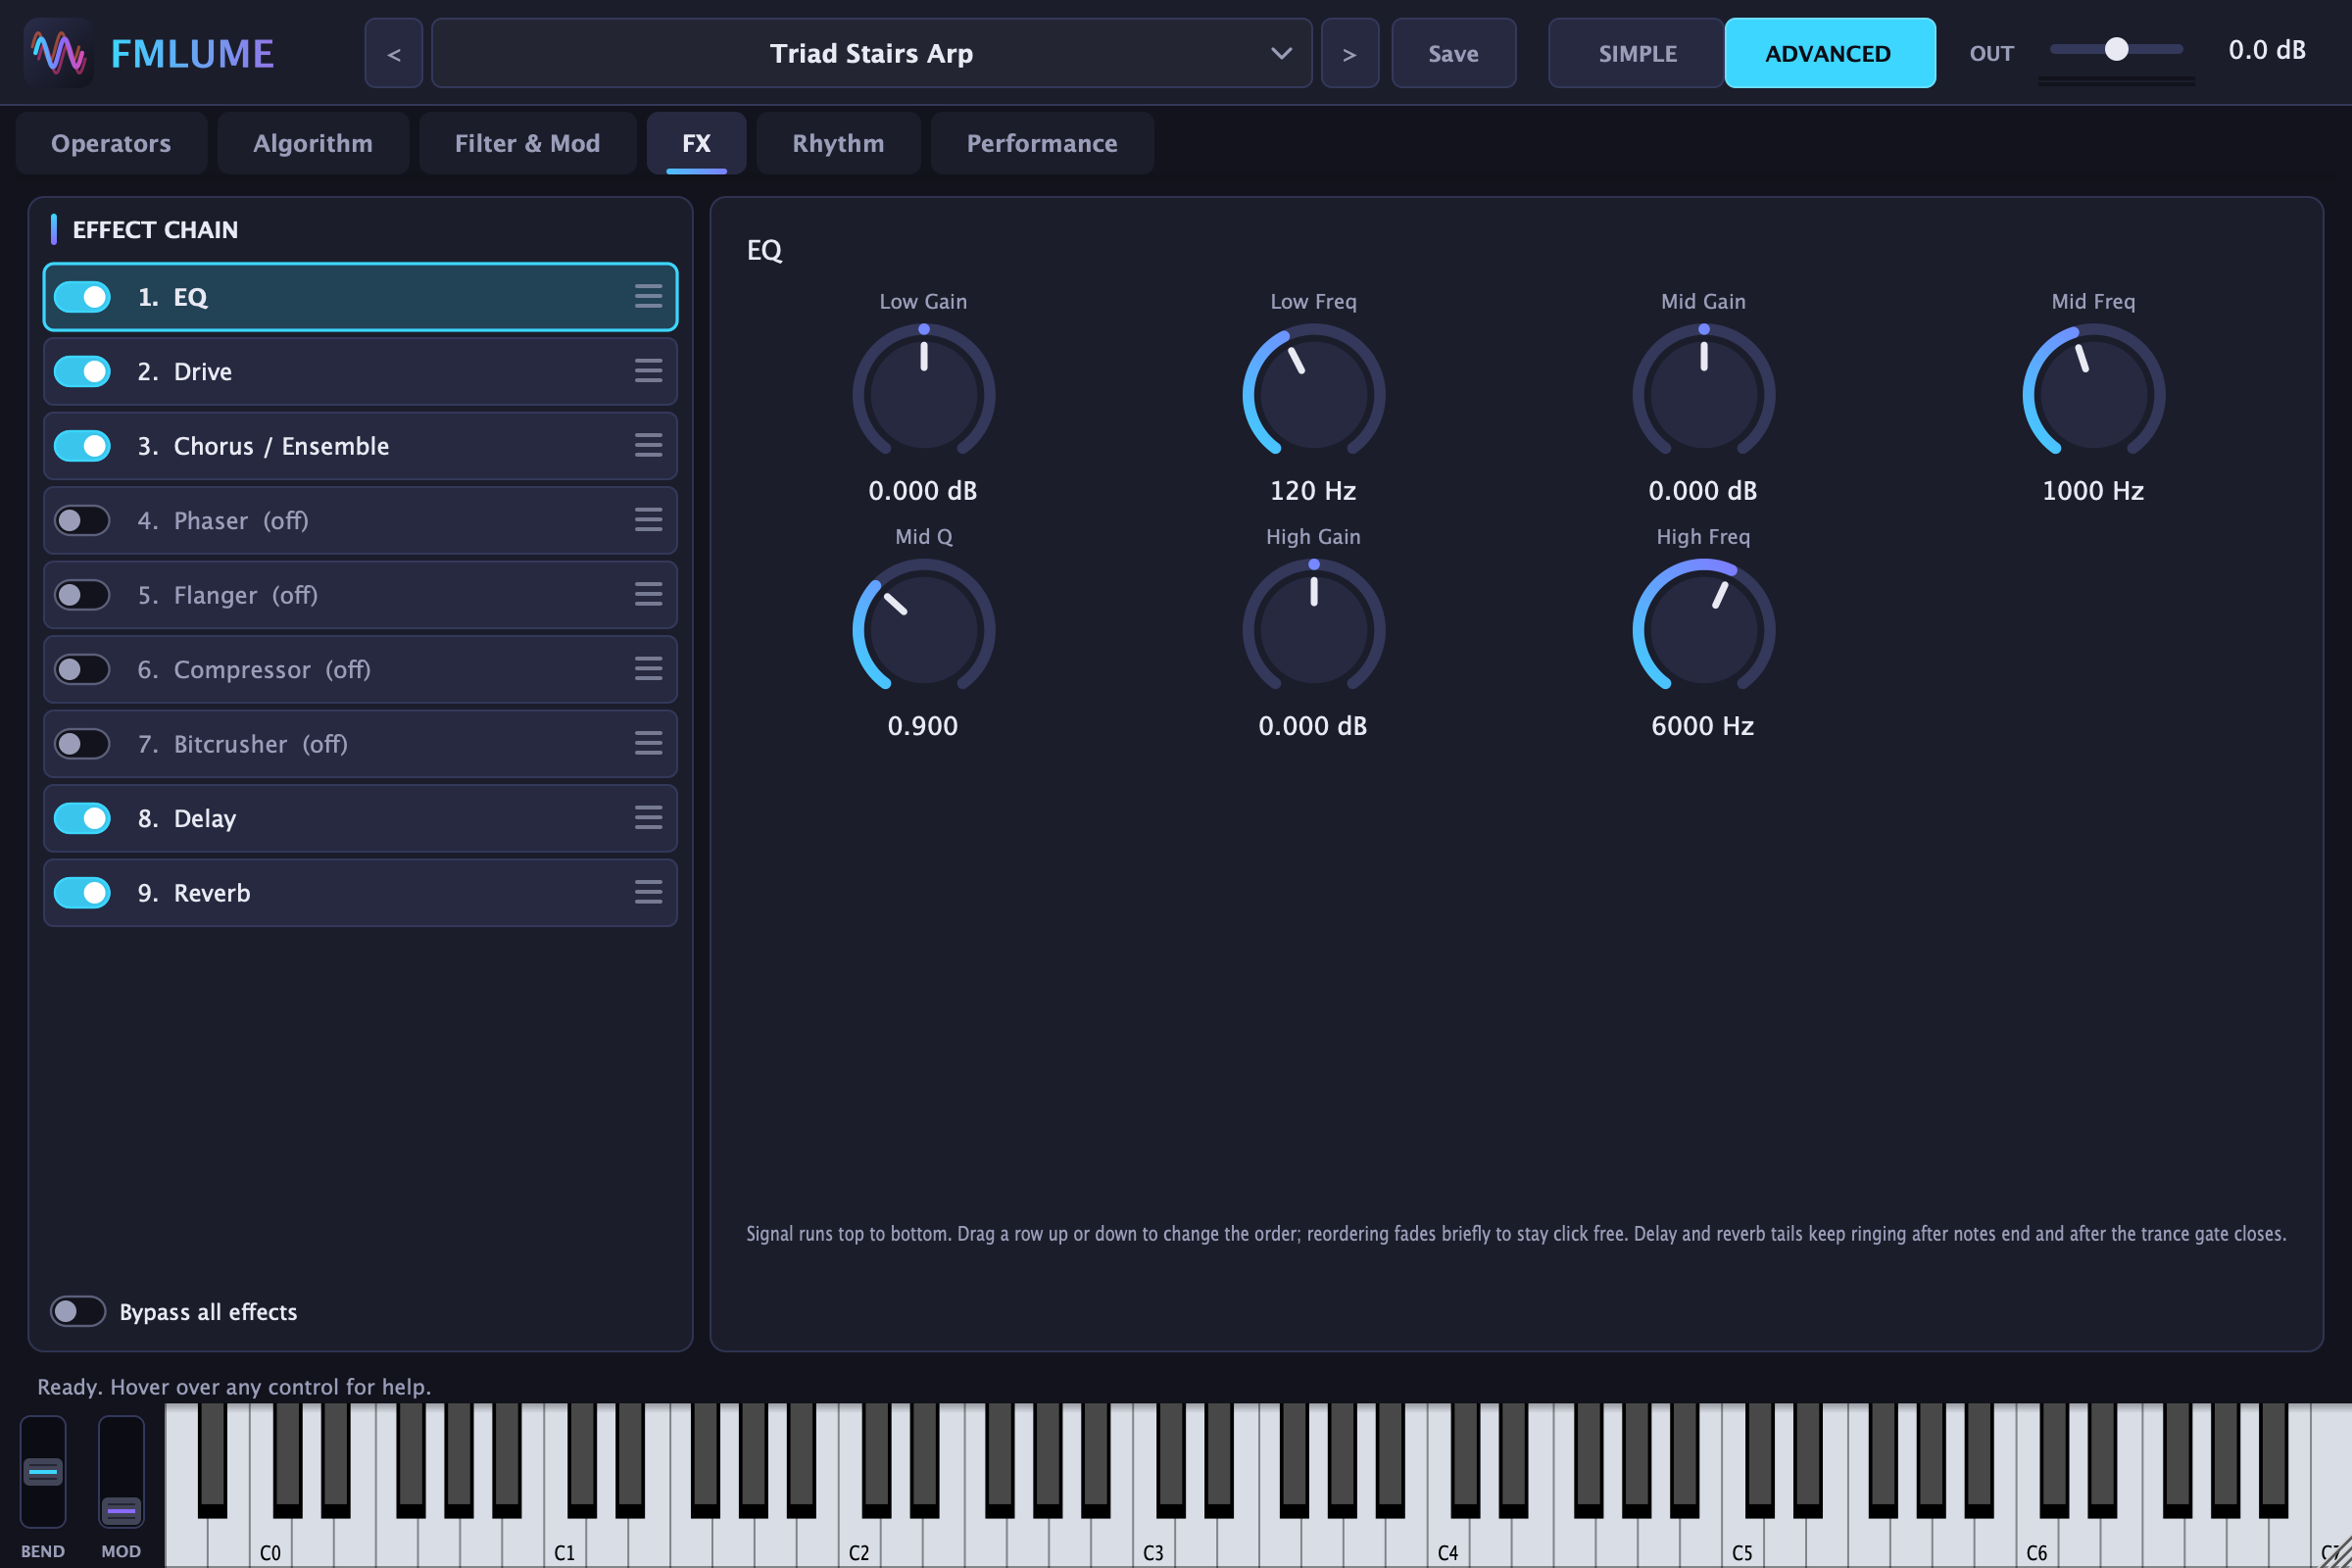 FMLUME
<
Triad Stairs Arp
>
Save
SIMPLE
ADVANCED
OUT
0.0 dB
Operators
Algorithm
Filter & Mod
FX
Rhythm
Performance
EFFECT CHAIN
1. EQ
2. Drive
3. Chorus / Ensemble
4. Phaser (off)
5. Flanger (off)
6. Compressor (off)
7. Bitcrusher (off)
8. Delay
9. Reverb
Bypass all effects
EQ
Low Gain
Low Freq
Mid Gain
Mid Freq
0.000 dB
120 Hz
0.000 dB
1000 Hz
Mid Q
High Gain
High Freq
0.900
0.000 dB
6000 Hz
Signal runs top to bottom. Drag a row up or down to change the order; reordering fades briefly to stay click free. Delay and reverb tails keep ringing after notes end and after the trance gate closes.
Ready. Hover over any control for help.
BEND
MOD
C0
C1
C2
C3
C4
C5
C6